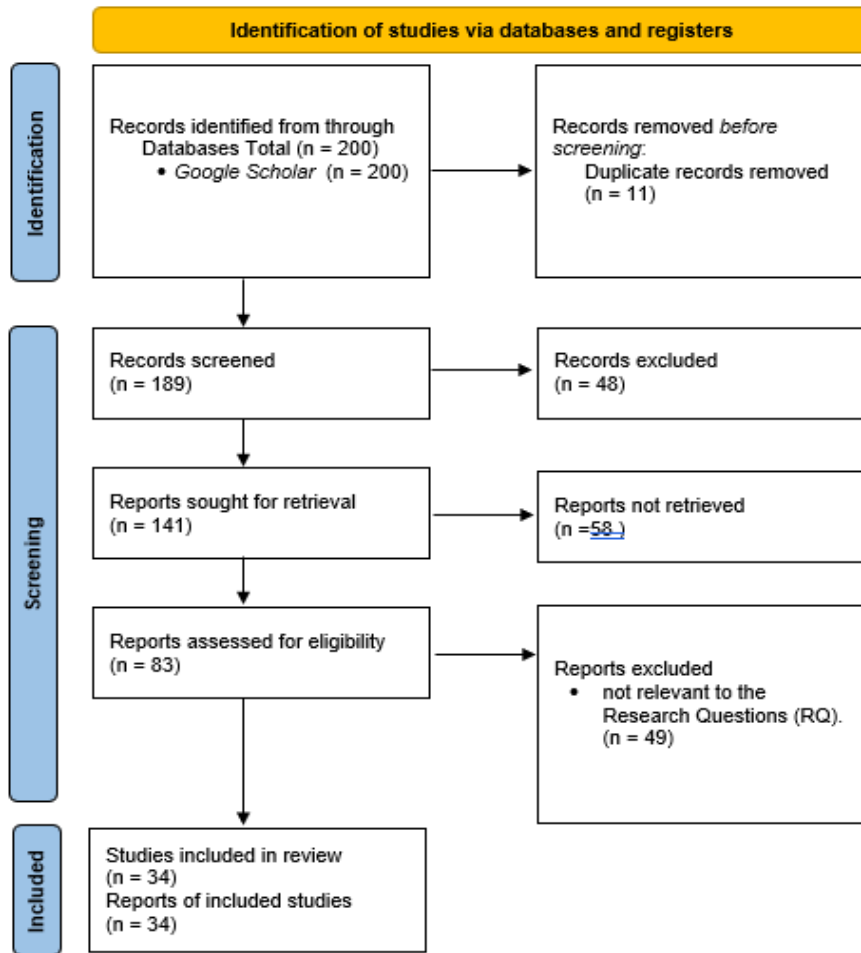 Identification of studies via databases and registers
Identification
Records identified from through
Databases Total (n = 200)
• Google Scholar (n = 200)
Records removed before
screening:
Duplicate records removed
(n = 11)
Screening
Records screened
(n = 189)
Records excluded
(n = 48)
Reports sought for retrieval
(n = 141)
Reports not retrieved
(n =58 )
Reports assessed for eligibility
(n = 83)
Reports excluded
• not relevant to the
Research Questions (RQ).
(n = 49)
Included
Studies included in review
(n = 34)
Reports of included studies
(n = 34)